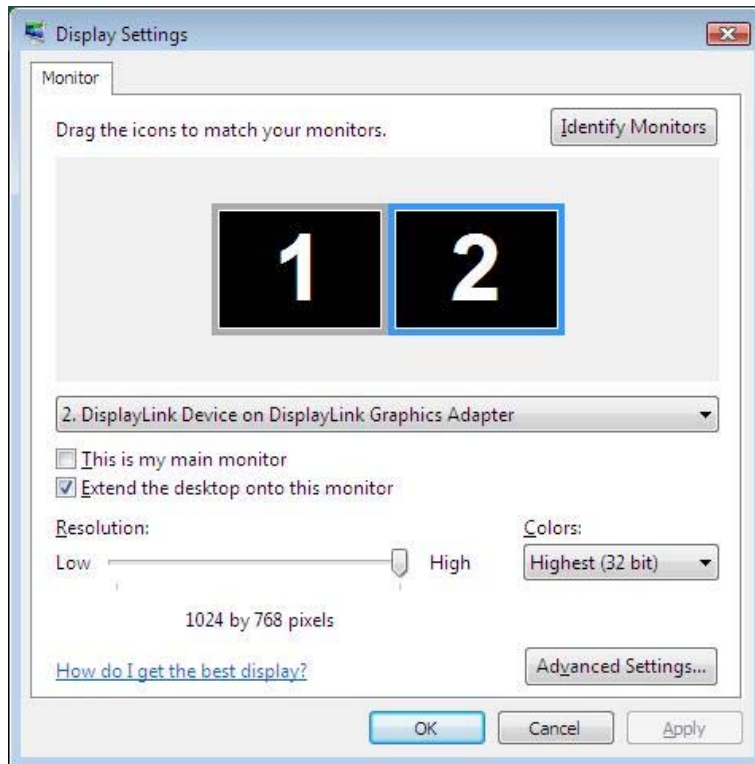 Display Settings
Monitor
Drag the icons to match your monitors.
Identify Monitors
1 2
2. DisplayLink Device on DisplayLink Graphics Adapter
This is my main monitor
Extend the desktop onto this monitor
Resolution:
Colors:
Low High
Highest (32 bit)
1024 by 768 pixels
How do I get the best display?
Advanced Settings...
OK Cancel Apply